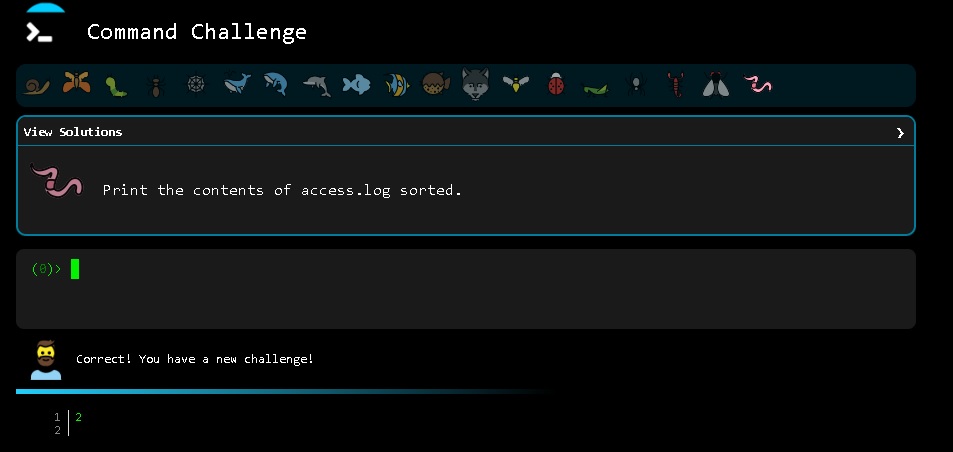 Command Challenge
View Solutions
Print the contents of access.log sorted.
(0)>
Correct! You have a new challenge!
1 2
2